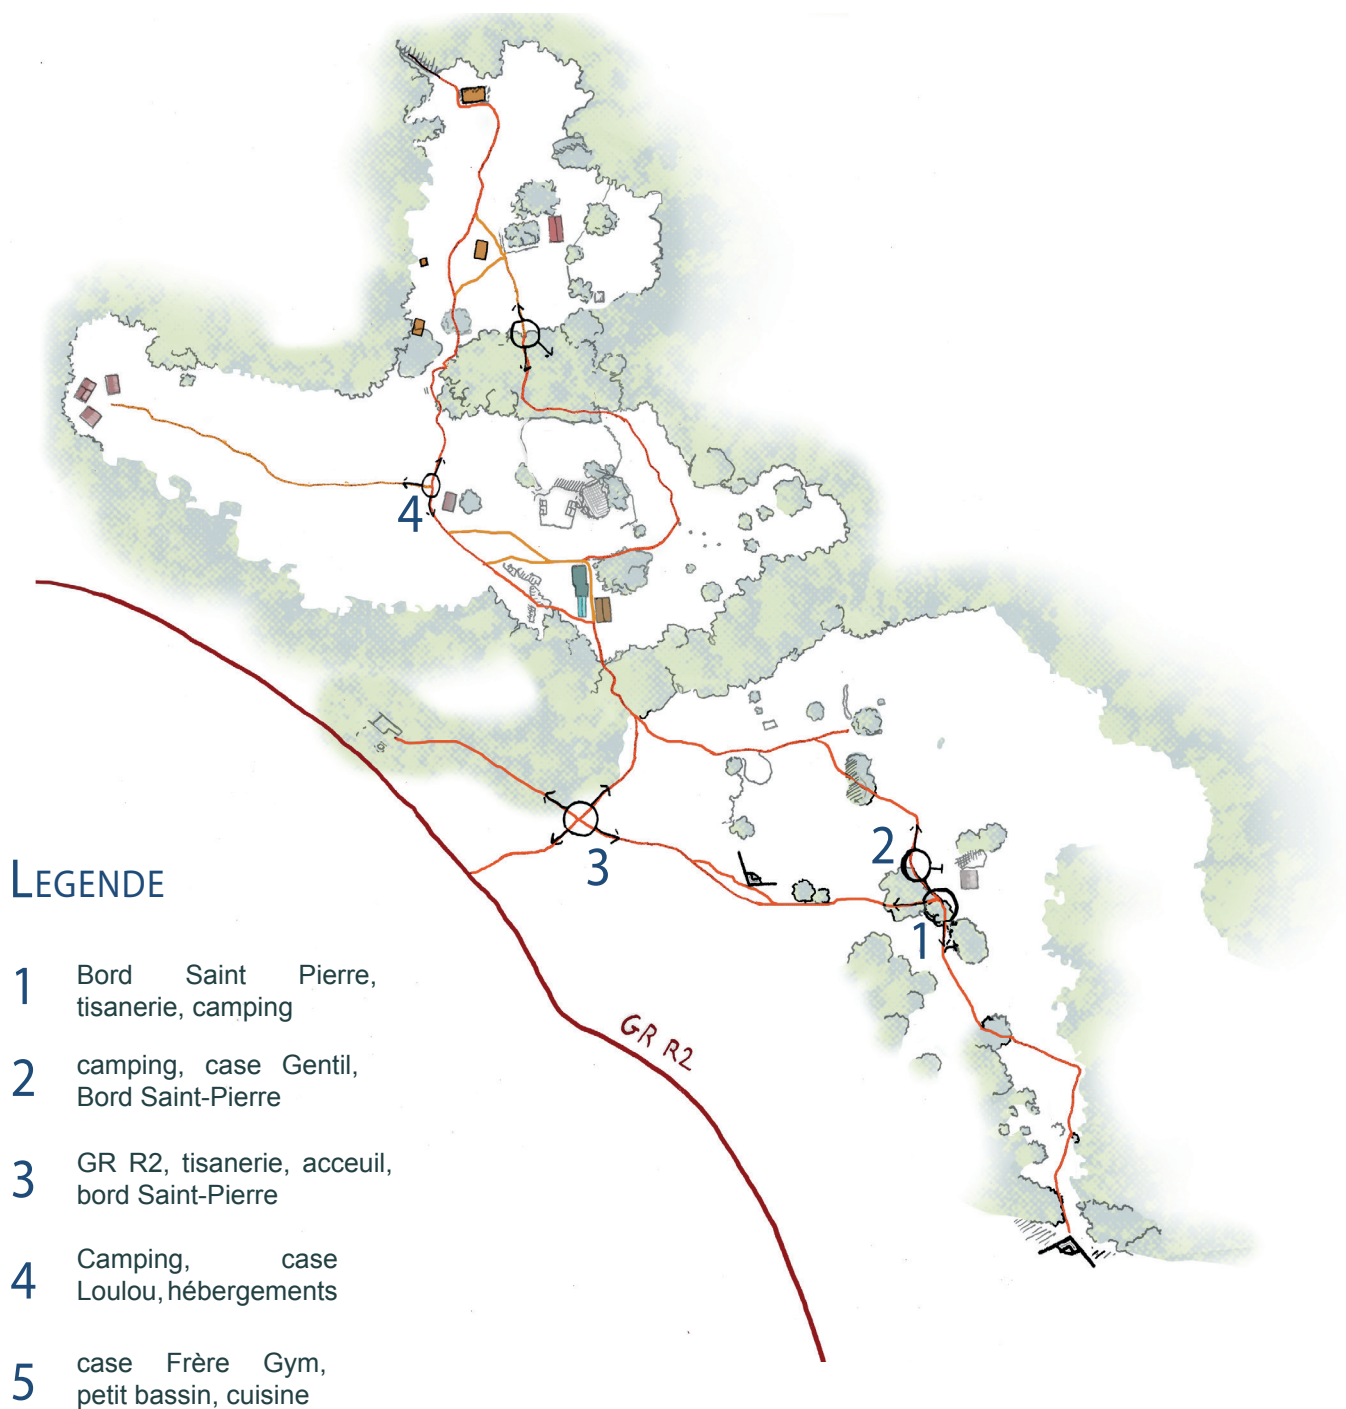 4
3
2
1
GR R2
LEGENDE
1 Bord Saint Pierre,
tisanerie, camping
2 camping, case Gentil,
Bord Saint-Pierre
3 GR R2, tisanerie, acceuil,
bord Saint-Pierre
4 Camping, case
Loulou, hébergements
5 case Frère Gym,
petit bassin, cuisine